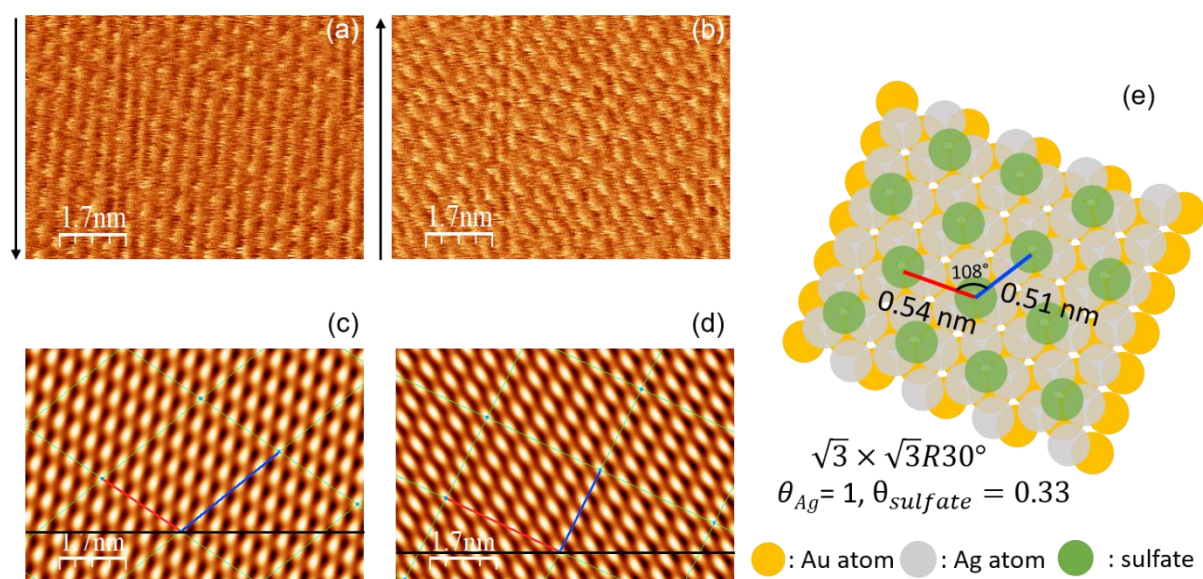 (a)
1.7nm
(b)
1.7nm
(c)
1.7nm
(d)
1.7nm
(e)
108°
0.54 nm
0.51 nm
√3 × √3R30°
θ_Ag= 1, θ_sulfate = 0.33
: Au atom : Ag atom : sulfate